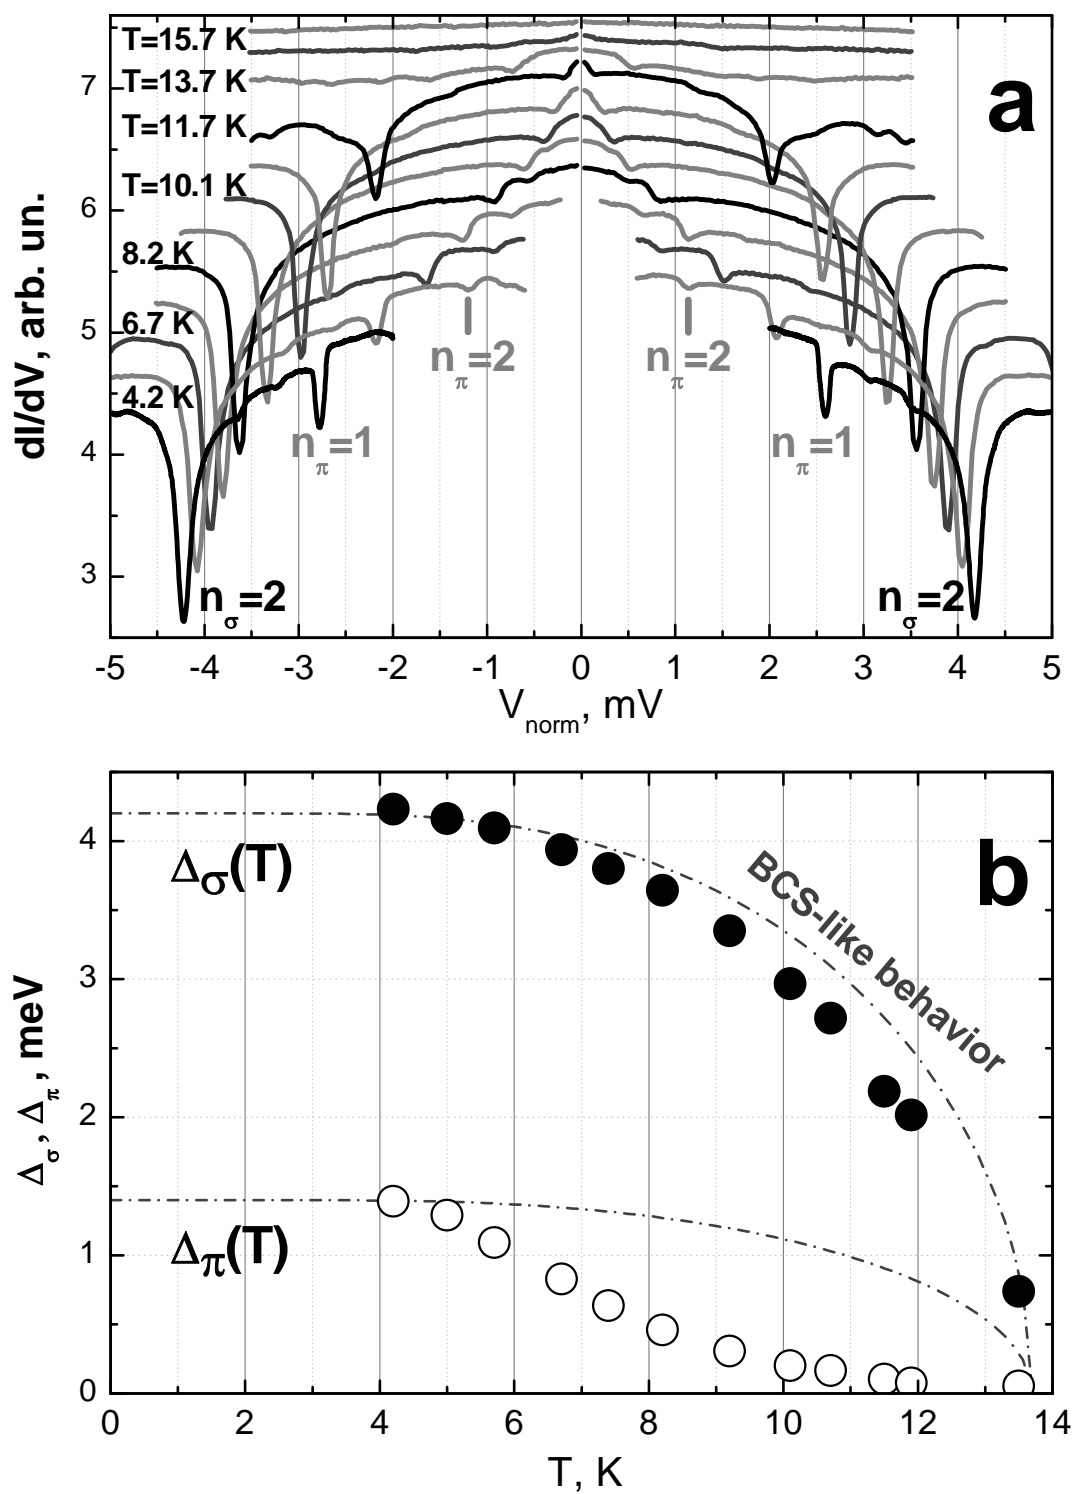 a
T=15.7 K
T=13.7 K
T=11.7 K
T=10.1 K
8.2 K
6.7 K
4.2 K
7
6
5
4
3
dI/dV, arb. un.
nπ=2
nπ=2
nπ=1
nπ=1
nσ=2
nσ=2
-5 -4 -3 -2 -1 0 1 2 3 4 5
Vnorm, mV
b
4
3
2
1
0
Δσ, Δπ, meV
Δσ(T)
BCS-like behavior
Δπ(T)
0 2 4 6 8 10 12 14
T, K